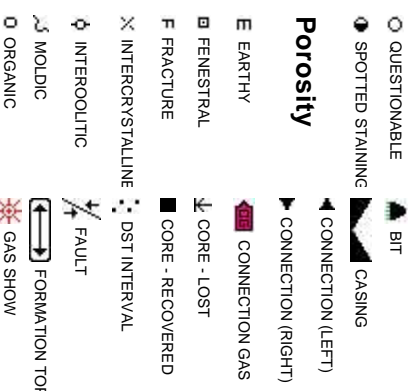 QUESTIONABLE
SPOTTED STAINING
Porosity
E EARTHY
FENESTRAL
F FRACTURE
INTERCRYSTALLINE
INTEROOLITIC
MOLDIC
O ORGANIC
BIT
CASING
CONNECTION (LEFT)
CONNECTION (RIGHT)
CONNECTION GAS
CORE - LOST
CORE - RECOVERED
DST INTERVAL
FAULT
FORMATION TOP
GAS SHOW